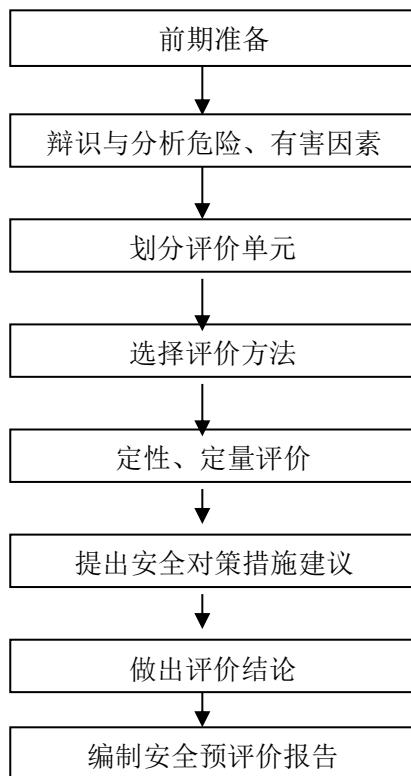 前期准备
辩识与分析危险、有害因素
划分评价单元
选择评价方法
定性、定量评价
提出安全对策措施建议
做出评价结论
编制安全预评价报告